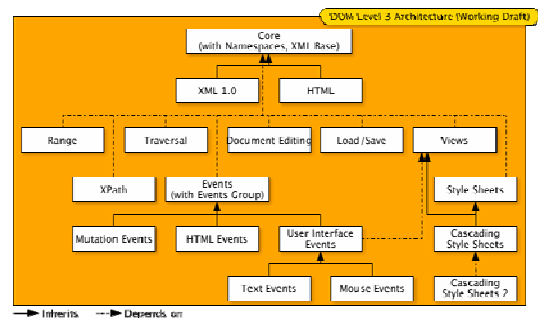 DOM Level 3 Architecture (Working Draft)
Core
(with Namespaces, XML Base)
XML 1.0
HTML
Range
Traversal
Document Editing
Load/Save
Views
XPath
Events
(with Events Group)
Style Sheets
Mutation Events
HTML Events
User Interface
Events
Cascading
Style Sheets
Text Events
Mouse Events
Cascading
Style Sheets 2
Inherits
Depends on